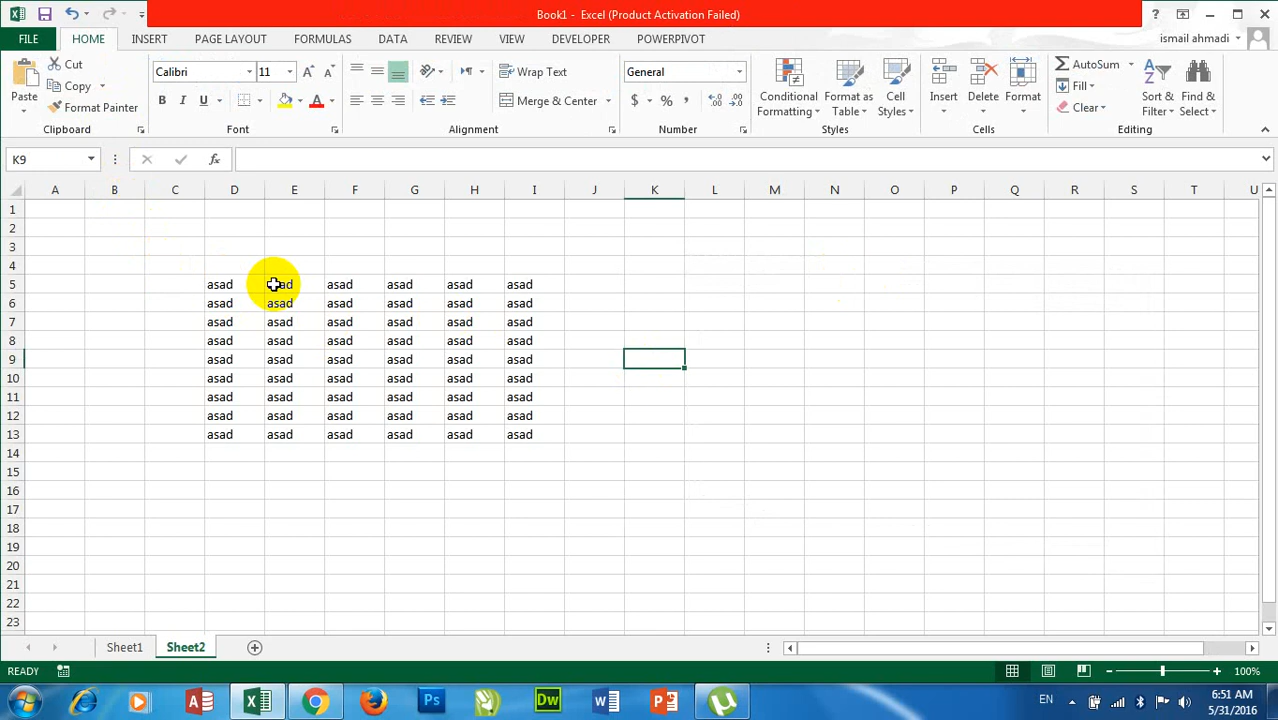 Book1 - Excel (Product Activation Failed)
FILE HOME INSERT PAGE LAYOUT FORMULAS DATA REVIEW VIEW DEVELOPER POWERPIVOT ismail ahmadi
Cut
Copy
Format Painter
Paste
Clipboard
Calibri 11
B I U
Font
Wrap Text
Merge & Center
Alignment
General
$ % ,
Number
Conditional Formatting
Format as Table
Cell Styles
Styles
Insert
Delete
Format
Cells
AutoSum
Fill
Clear
Sort & Filter
Find & Select
Editing
K9 fx
A B C D E F G H I J K L M N O P Q R S T U
1
2
3
4
5 asad asad asad asad asad asad
6 asad asad asad asad asad asad
7 asad asad asad asad asad asad
8 asad asad asad asad asad asad
9 asad asad asad asad asad asad
10 asad asad asad asad asad asad
11 asad asad asad asad asad asad
12 asad asad asad asad asad asad
13 asad asad asad asad asad asad
14
15
16
17
18
19
20
21
22
23
Sheet1 Sheet2
READY 100%
EN 6:51 AM
5/31/2016